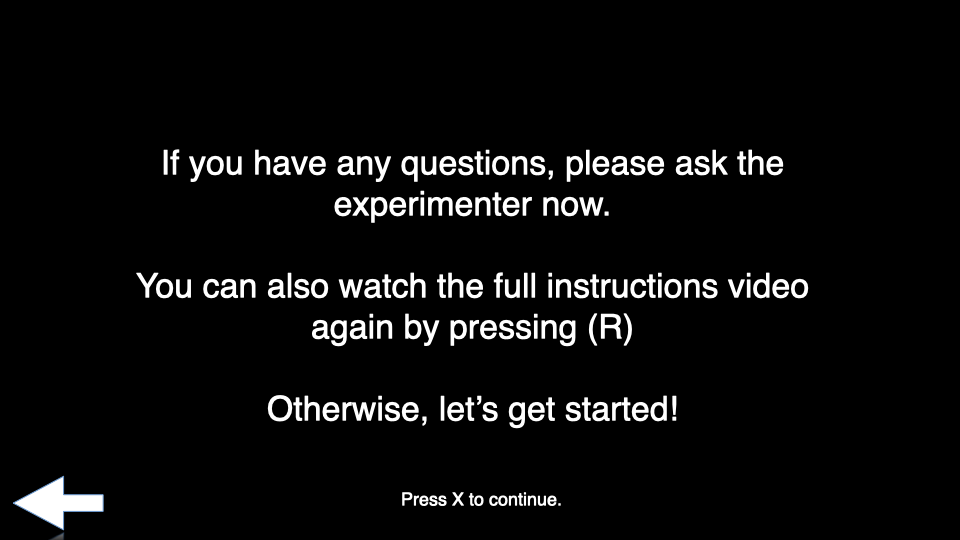 If you have any questions, please ask the
experimenter now.
You can also watch the full instructions video
again by pressing (R)
Otherwise, let’s get started!
Press X to continue.